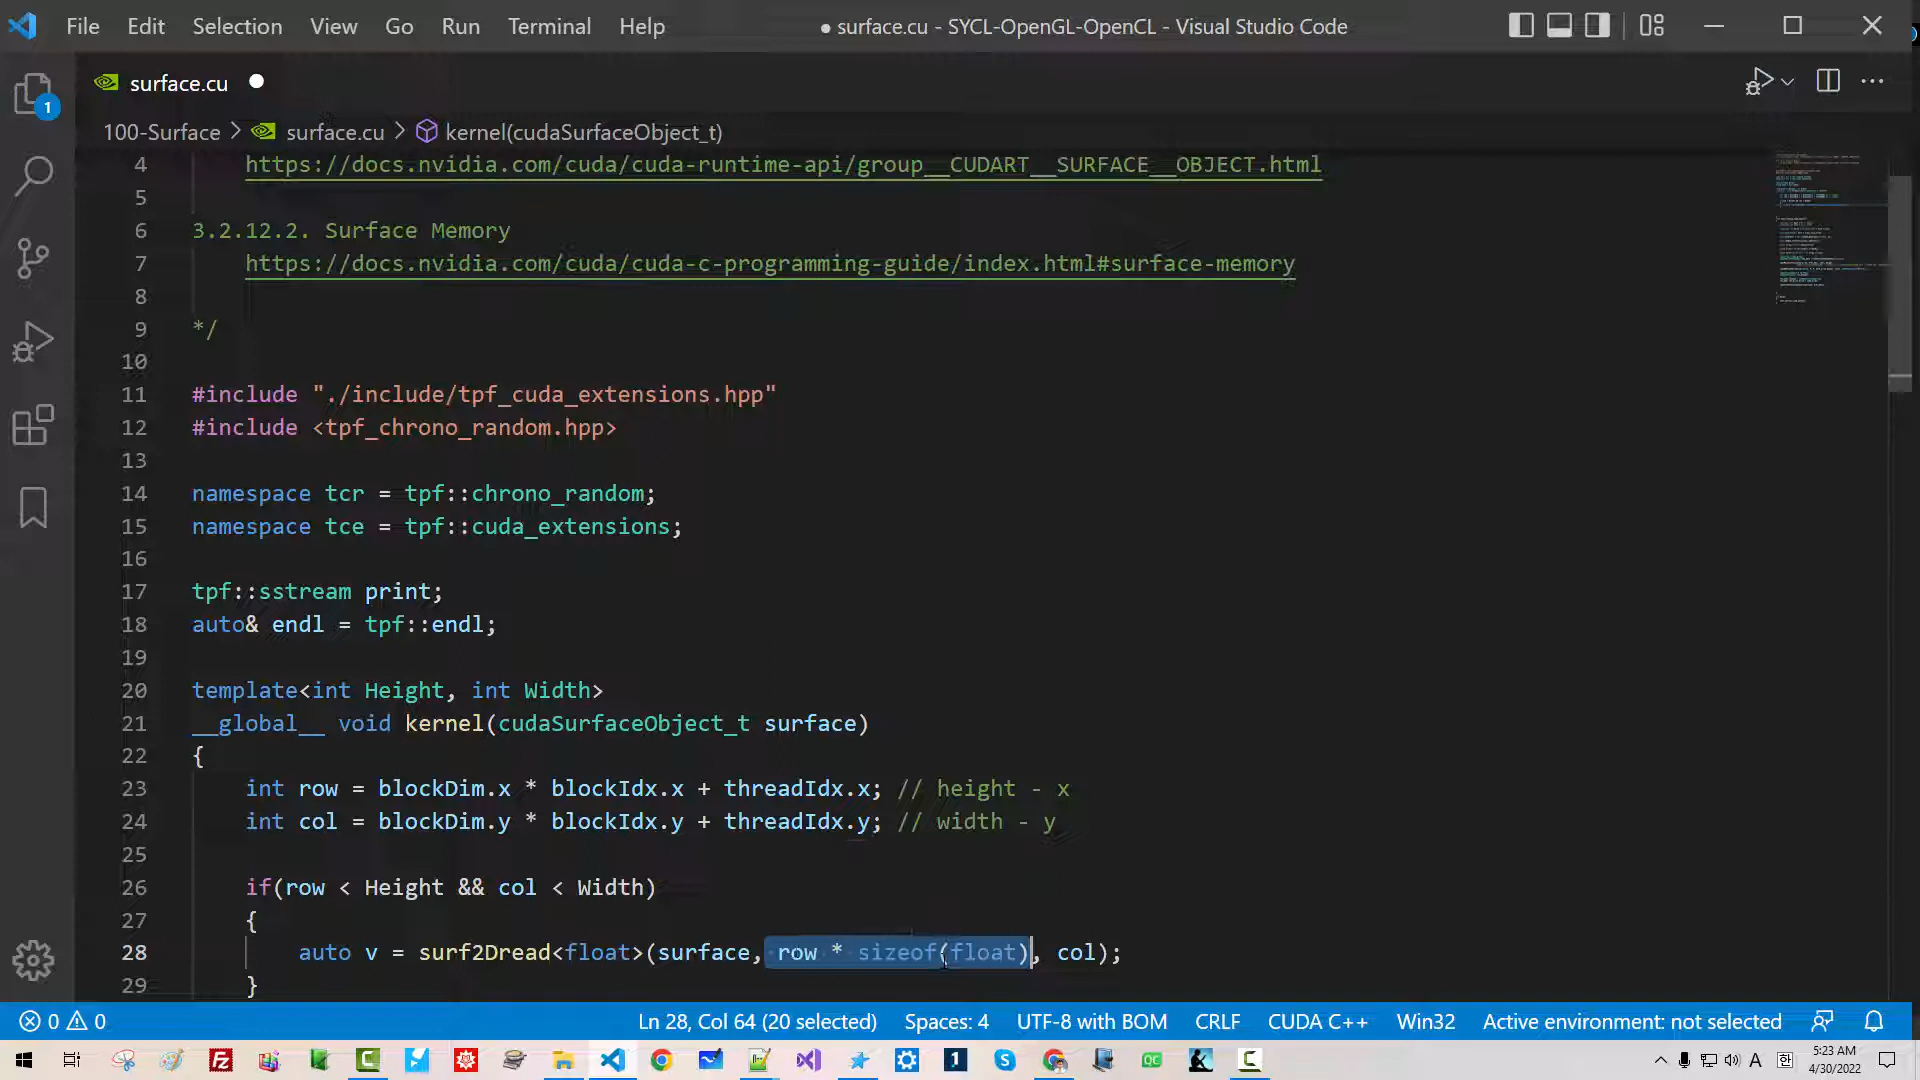 File Edit Selection View Go Run Terminal Help ● surface.cu - SYCL-OpenGL-OpenCL - Visual Studio Code
surface.cu
100-Surface > surface.cu > kernel(cudaSurfaceObject_t)
1
4 https://docs.nvidia.com/cuda/cuda-runtime-api/group__CUDART__SURFACE__OBJECT.html
5
6 3.2.12.2. Surface Memory
7 https://docs.nvidia.com/cuda/cuda-c-programming-guide/index.html#surface-memory
8
9 */
10
11 #include "./include/tpf_cuda_extensions.hpp"
12 #include <tpf_chrono_random.hpp>
13
14 namespace tcr = tpf::chrono_random;
15 namespace tce = tpf::cuda_extensions;
16
17 tpf::sstream print;
18 auto& endl = tpf::endl;
19
20 template<int Height, int Width>
21 __global__ void kernel(cudaSurfaceObject_t surface)
22 {
23 int row = blockDim.x * blockIdx.x + threadIdx.x; // height - x
24 int col = blockDim.y * blockIdx.y + threadIdx.y; // width - y
25
26 if(row < Height && col < Width)
27 {
28 auto v = surf2Dread<float>(surface, row * sizeof(float), col);
29 }
0 0 Ln 28, Col 64 (20 selected) Spaces: 4 UTF-8 with BOM CRLF CUDA C++ Win32 Active environment: not selected
A 한 5:23 AM
4/30/2022